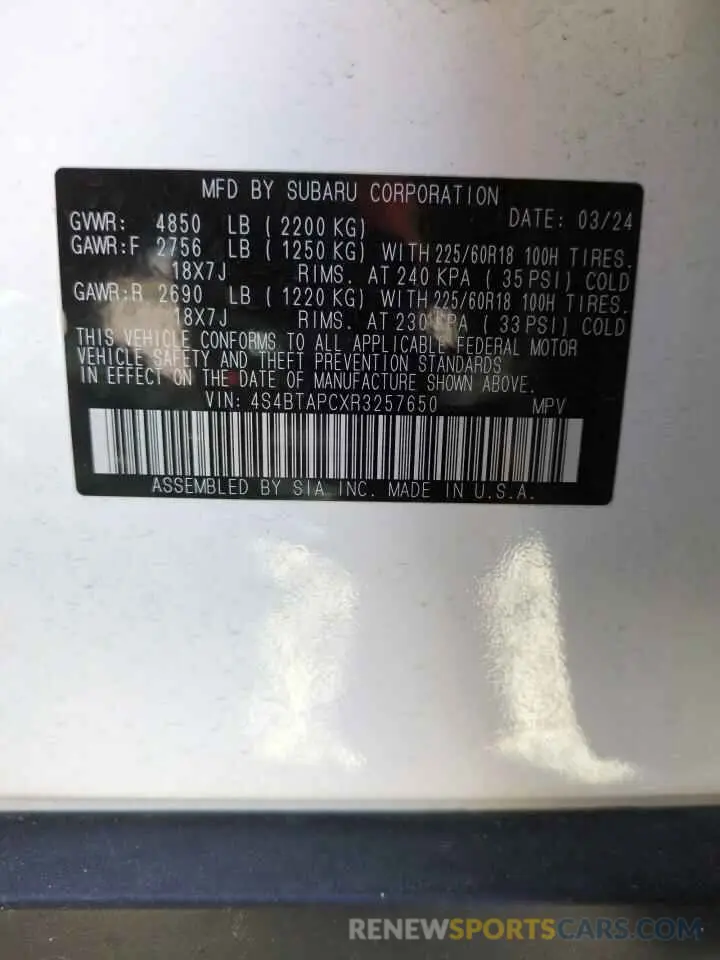 MFD BY SUBARU CORPORATION
GVWR: 4850 LB (2200 KG) DATE: 03/24
GAWR:F 2756 LB (1250 KG) WITH 225/60R18 100H TIRES.
18X7J RIMS. AT 240 KPA (35 PSI) COLD
GAWR:R 2690 LB (1220 KG) WITH 225/60R18 100H TIRES.
18X7J RIMS. AT 230 KPA (33 PSI) COLD
THIS VEHICLE CONFORMS TO ALL APPLICABLE FEDERAL MOTOR
VEHICLE SAFETY AND THEFT PREVENTION STANDARDS
IN EFFECT ON THE DATE OF MANUFACTURE SHOWN ABOVE.
VIN: 4S4BTAPCXR3257650 MPV
ASSEMBLED BY SIA INC. MADE IN U.S.A.
RENEWSPORTSCARS.COM